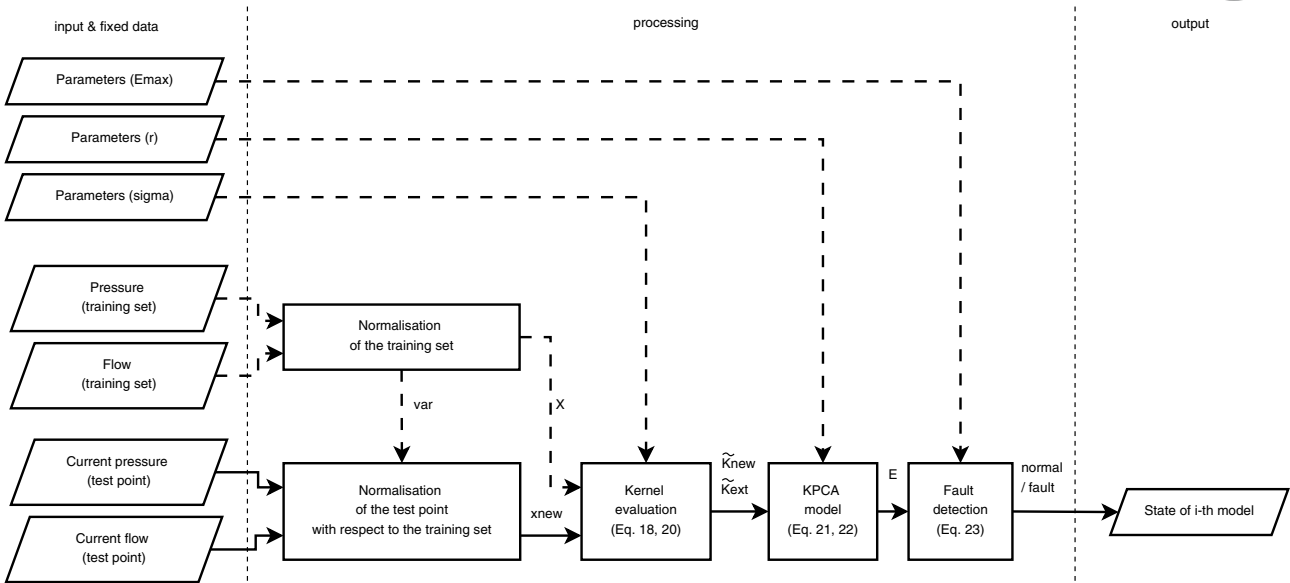 input & fixed data
processing
output
Parameters (Emax)
Parameters (r)
Parameters (sigma)
Pressure
(training set)
Flow
(training set)
Normalisation
of the training set
var
X
Current pressure
(test point)
Current flow
(test point)
Normalisation
of the test point
with respect to the training set
xnew
Kernel
evaluation
(Eq. 18, 20)
K̃new
K̃ext
KPCA
model
(Eq. 21, 22)
E
Fault
detection
(Eq. 23)
normal
/ fault
State of i-th model